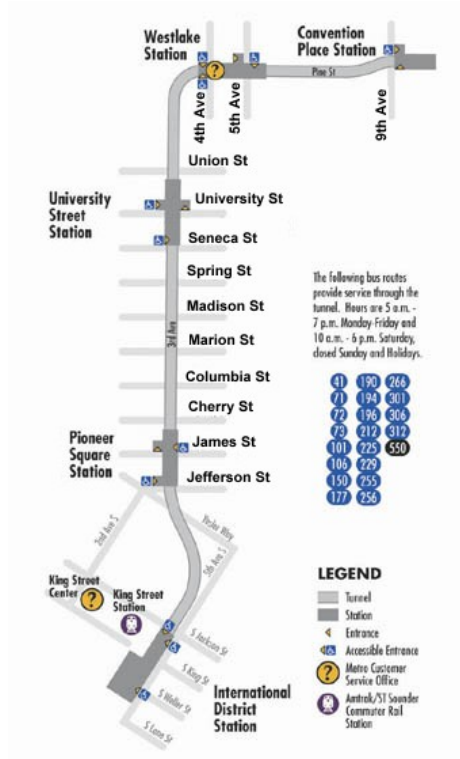 Westlake
Station
Convention
Place Station
4th Ave
5th Ave
Pine St
9th Ave
Union St
University
Street
Station
University St
Seneca St
Spring St
Madison St
3rd Ave
Marion St
Columbia St
Cherry St
Pioneer
Square
Station
James St
Jefferson St
The following bus routes
provide service through the
tunnel. Hours are 5 a.m. -
7 p.m. Monday-Friday and
10 a.m. - 6 p.m. Saturday,
closed Sunday and Holidays.
41 190 266
71 194 301
72 196 306
73 212 312
101 225 550
106 229
150 255
177 256
2nd Ave S
Yesler Way
5th Ave S
King Street
Center
?
King Street
Station
S Jackson St
S King St
S Weller St
S Lane St
International
District
Station
LEGEND
Tunnel
Station
Entrance
Accessible Entrance
? Metro Customer
Service Office
Amtrak/ST Sounder
Commuter Rail
Station